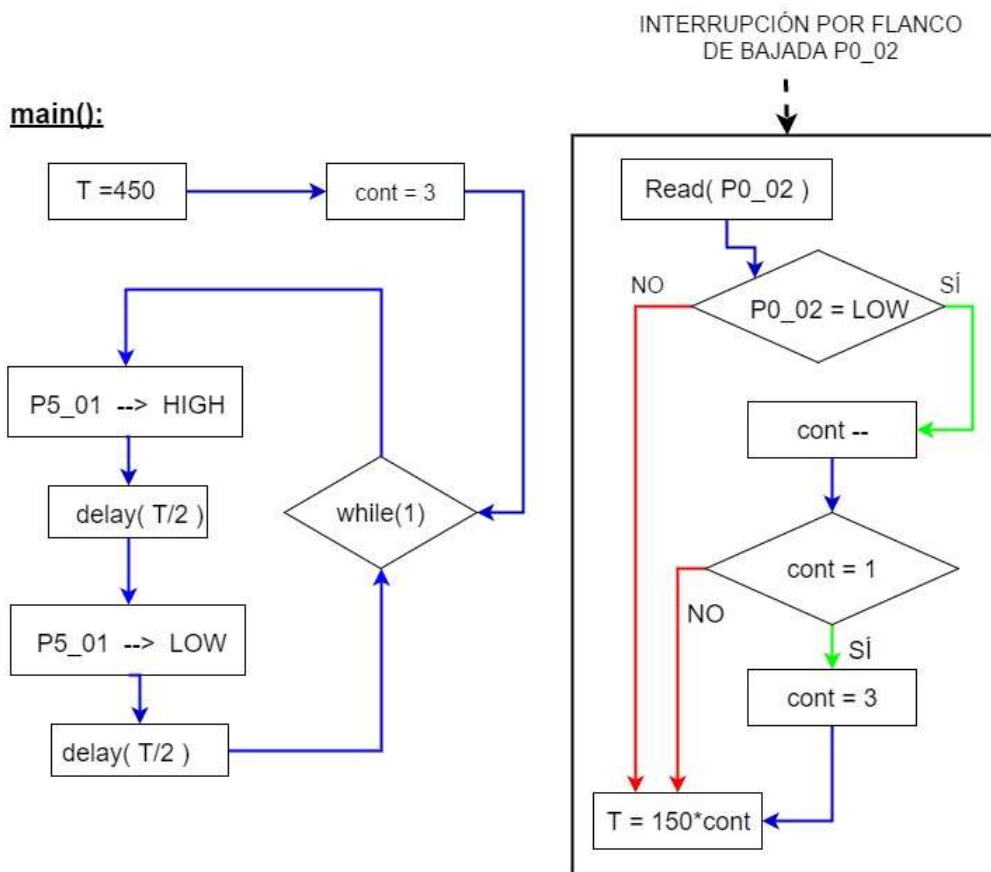 main():
T =450
cont = 3
P5_01 --> HIGH
delay( T/2 )
while(1)
P5_01 --> LOW
delay( T/2 )
INTERRUPCIÓN POR FLANCO
DE BAJADA P0_02
Read( P0_02 )
NO
SÍ
P0_02 = LOW
cont --
cont = 1
NO
SÍ
cont = 3
T = 150*cont